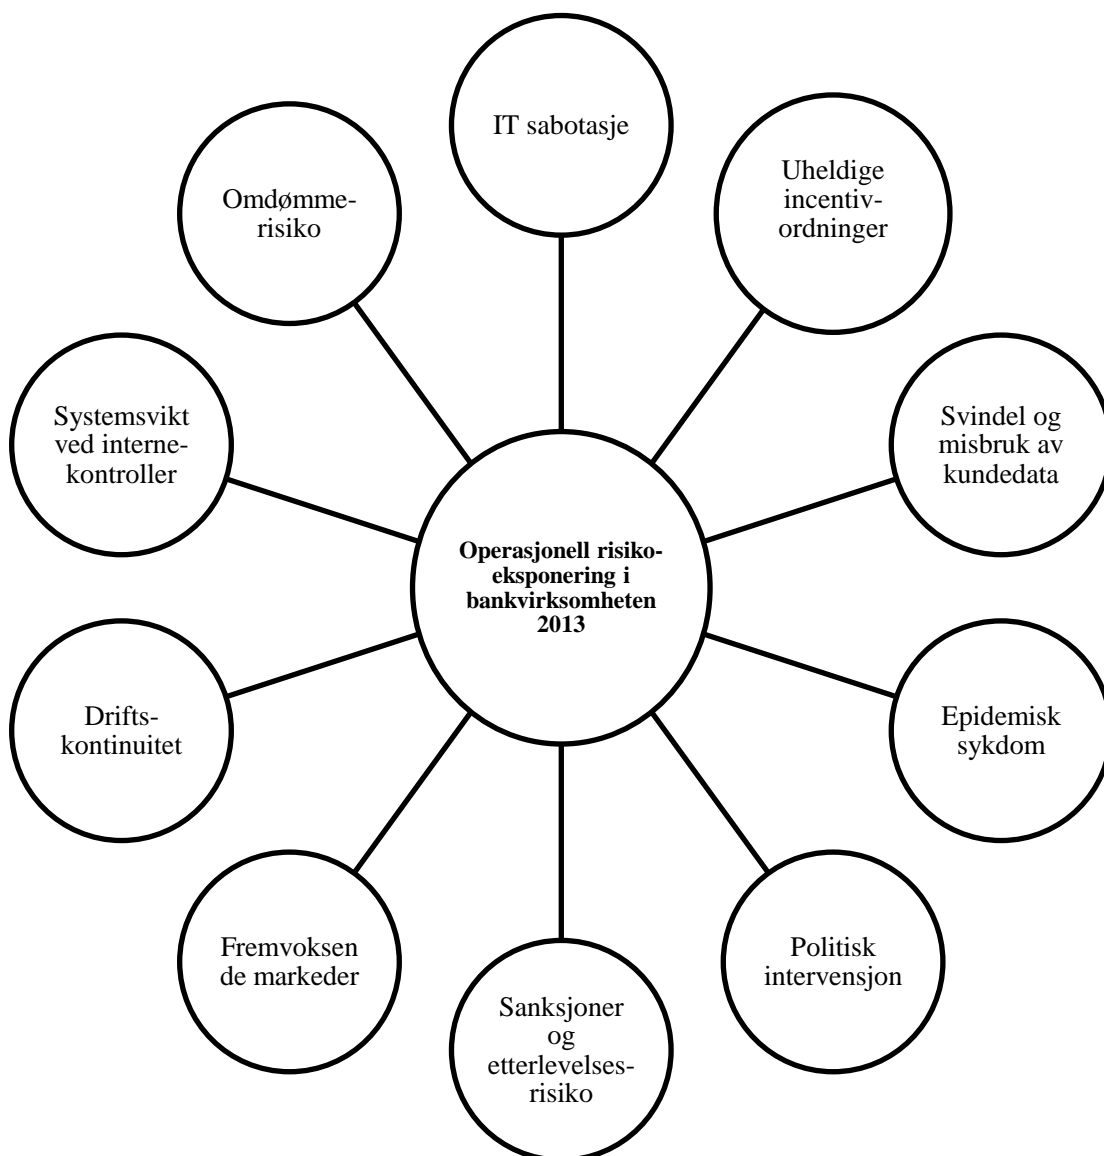 IT sabotasje
Uheldige
incentiv-
ordninger
Svindel og
misbruk av
kundedata
Epidemisk
sykdom
Politisk
intervensjon
Sanksjoner
og
etterlevelses-
risiko
Fremvoksen
de markeder
Drifts-
kontinuitet
Systemsvikt
ved interne-
kontroller
Omdømme-
risiko
Operasjonell risiko-
eksponering i
bankvirksomheten
2013